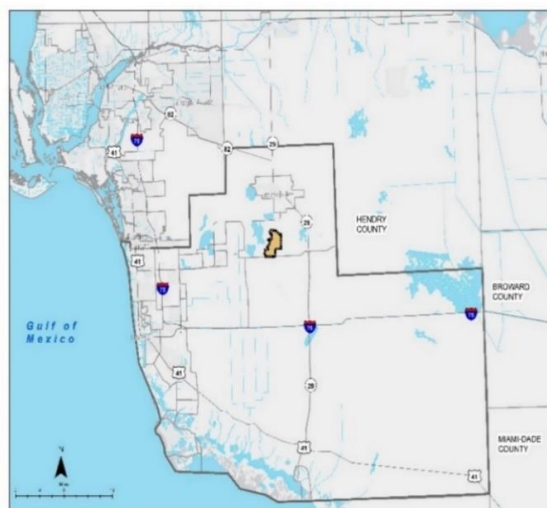 82
75
41
82
29
29
HENDRY
COUNTY
41
75
BROWARD
COUNTY
75
75
Gulf of
Mexico
41
29
MIAMI-DADE
COUNTY
41
41
N